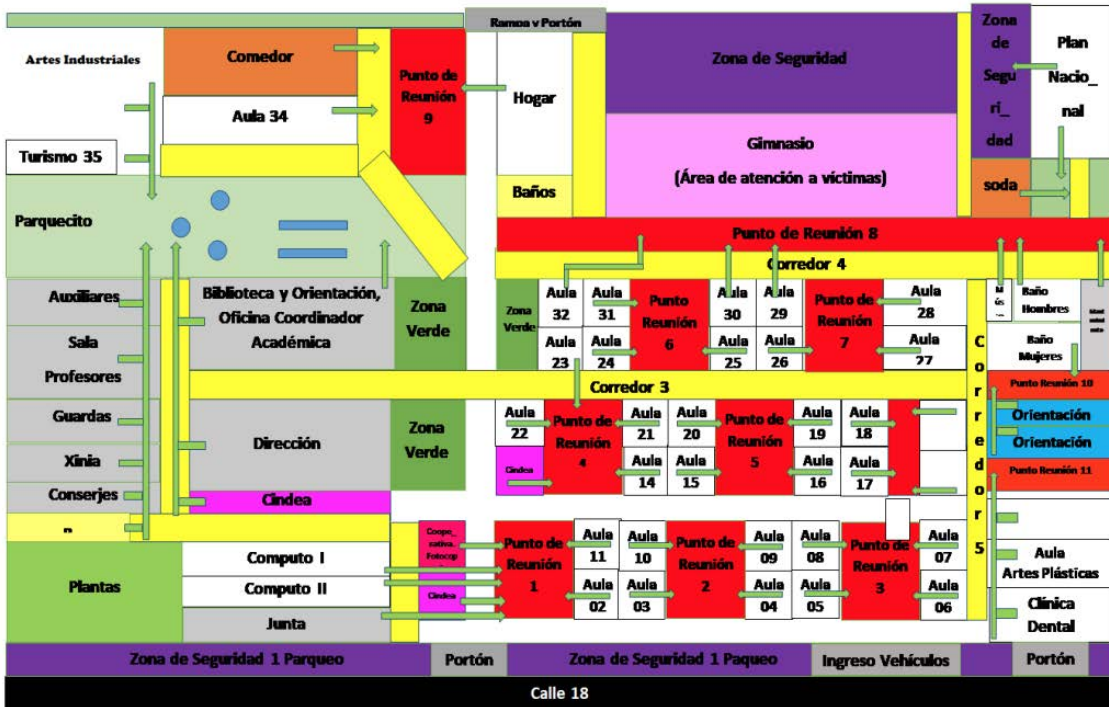 Rampa y Portón
Artes Industriales
Comedor
Aula 34
Turismo 35
Punto de
Reunión
9
Hogar
Baños
Zona de Seguridad
Gimnasio
(Área de atención a víctimas)
Zona
de
Segu
ri_
dad
Plan
Nacio_
nal
soda
Parquecito
Punto de Reunión 8
Corredor 4
Auxiliares
Sala
Profesores
Guardas
Xinia
Conserjes
Biblioteca y Orientación,
Oficina Coordinador
Académica
Zona
Verde
Zona
Verde
Aula
32
Aula
31
Punto
Reunión
6
Aula
30
Aula
29
Punto de
Reunión
7
Aula
28
Aula
23
Aula
24
Aula
25
Aula
26
Aula
27
Baño
Hombres
Baño
Mujeres
Corredor 3
Corredor 5
Punto Reunión 10
Orientación
Orientación
Punto Reunión 11
Dirección
Cindea
Zona
Verde
Aula
22
Cindea
Punto de
Reunión
4
Aula
21
Aula
20
Punto de
Reunión
5
Aula
19
Aula
18
Aula
14
Aula
15
Aula
16
Aula
17
Plantas
Computo I
Computo II
Junta
Coope_
rativa.
Cindea
Punto de
Reunión
1
Aula
11
Aula
10
Punto de
Reunión
2
Aula
09
Aula
08
Punto de
Reunión
3
Aula
07
Aula
02
Aula
03
Aula
04
Aula
05
Aula
06
Aula
Artes Plásticas
Clínica
Dental
Zona de Seguridad 1 Parqueo
Portón
Zona de Seguridad 1 Paqueo
Ingreso Vehículos
Portón
Calle 18